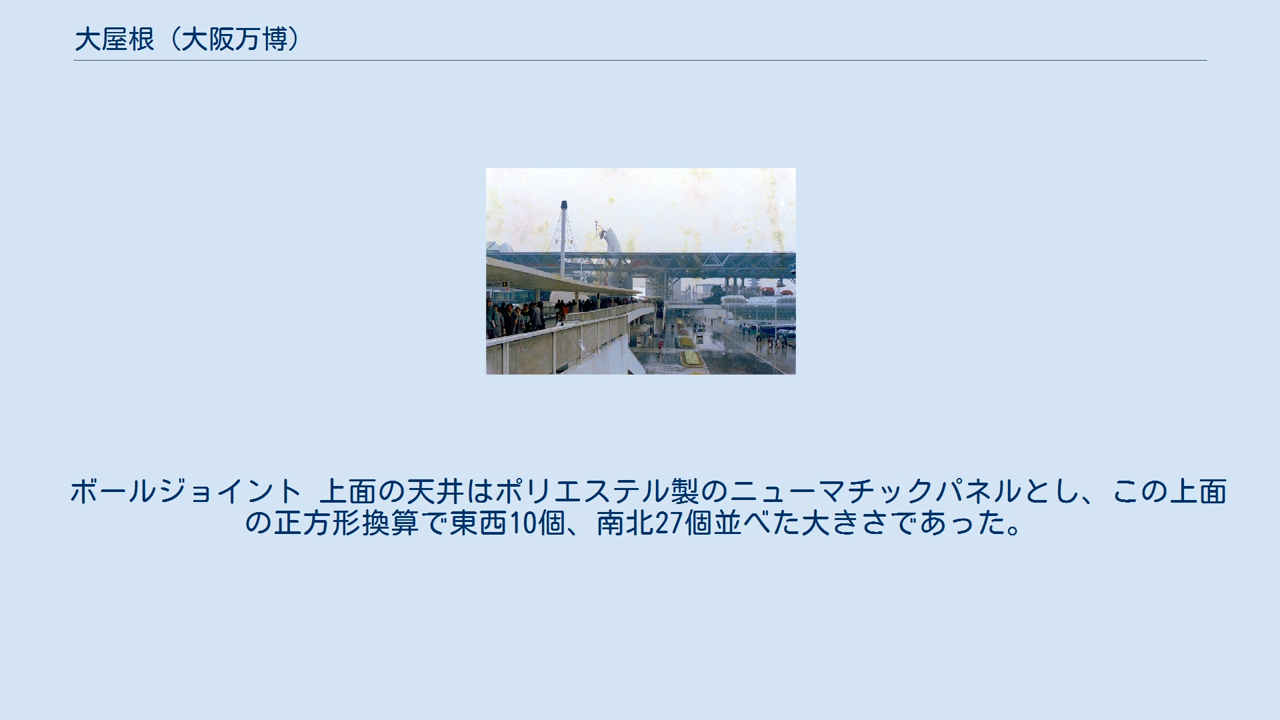 大屋根（大阪万博）
ボールジョイント 上面の天井はポリエステル製のニューマチックパネルとし、この上面
の正方形換算で東西10個、南北27個並べた大きさであった。